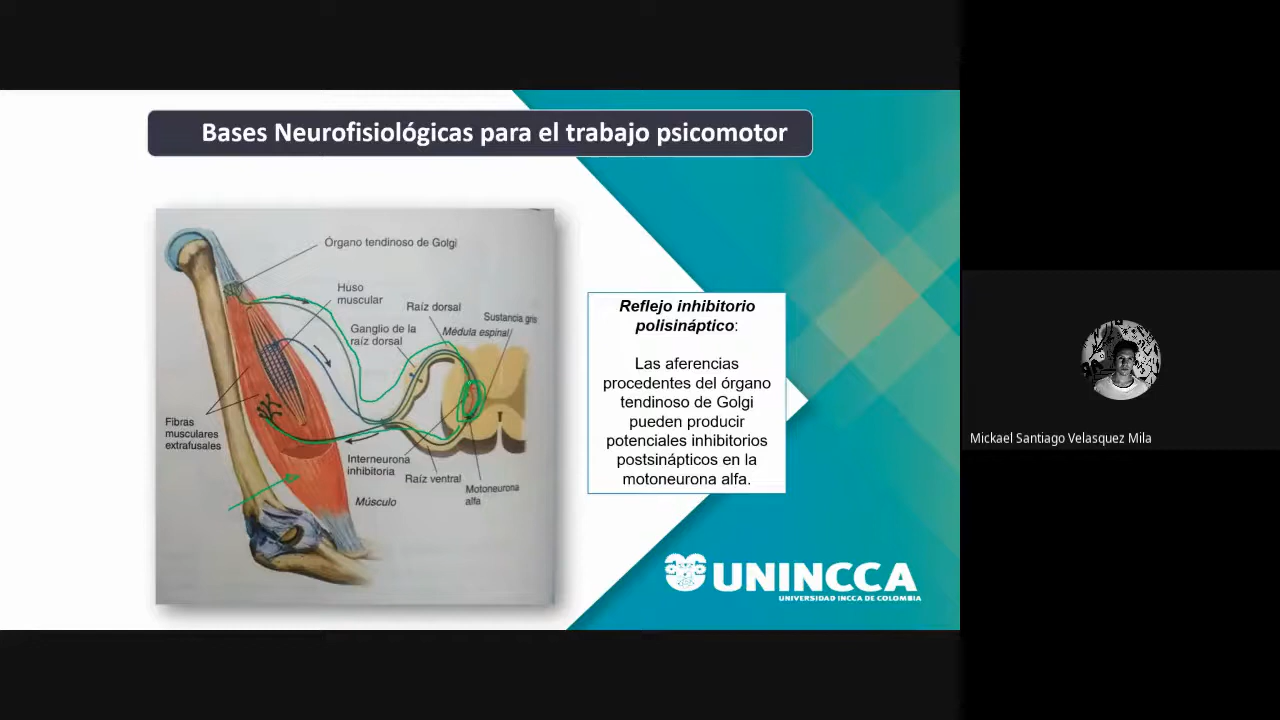 Bases Neurofisiológicas para el trabajo psicomotor
Órgano tendinoso de Golgi
Huso
muscular
Raíz dorsal
Sustancia gris
Ganglio de la
raíz dorsal
Médula espinal/
Fibras
musculares
extrafusales
Interneurona
inhibitoria
Raíz ventral
Motoneurona
alfa
Músculo
Reflejo inhibitorio
polisináptico:
Las aferencias
procedentes del órgano
tendinoso de Golgi
pueden producir
potenciales inhibitorios
postsinápticos en la
motoneurona alfa.
UNINCCA
UNIVERSIDAD INCCA DE COLOMBIA
Mickael Santiago Velasquez Mila